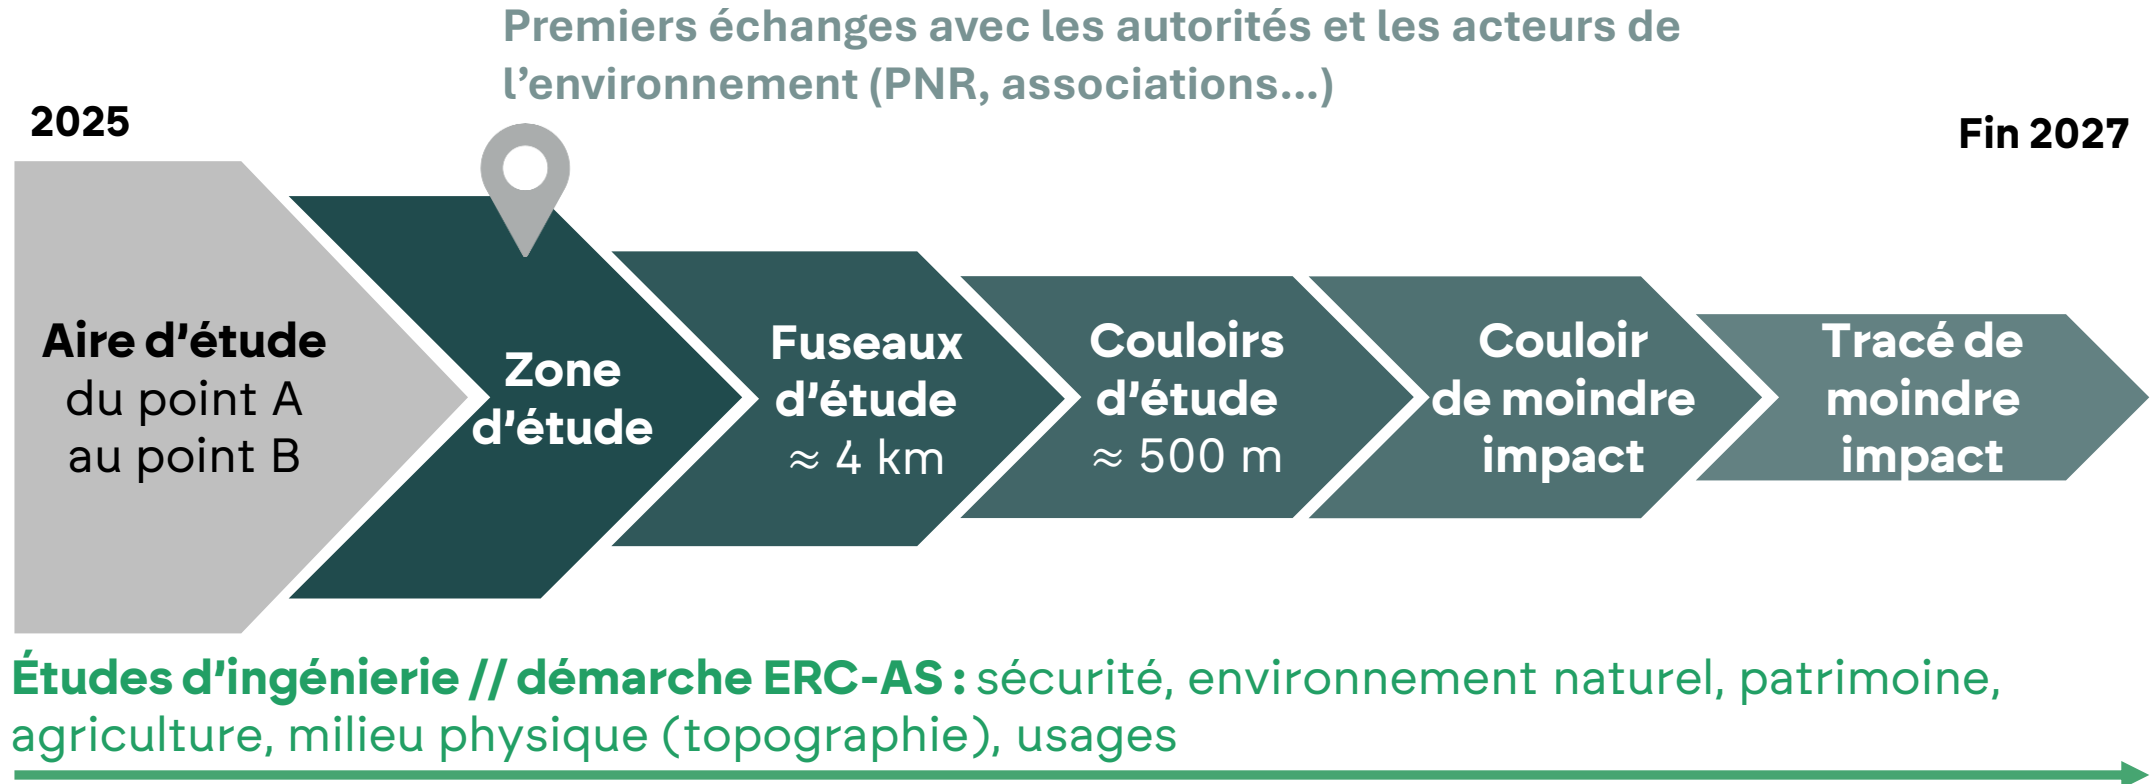 Premiers échanges avec les autorités et les acteurs de
l’environnement (PNR, associations...)
2025
Fin 2027
Aire d’étude
du point A
au point B
Zone
d’étude
Fuseaux
d’étude
≈ 4 km
Couloirs
d’étude
≈ 500 m
Couloir
de moindre
impact
Tracé de
moindre
impact
Études d’ingénierie // démarche ERC-AS : sécurité, environnement naturel, patrimoine,
agriculture, milieu physique (topographie), usages